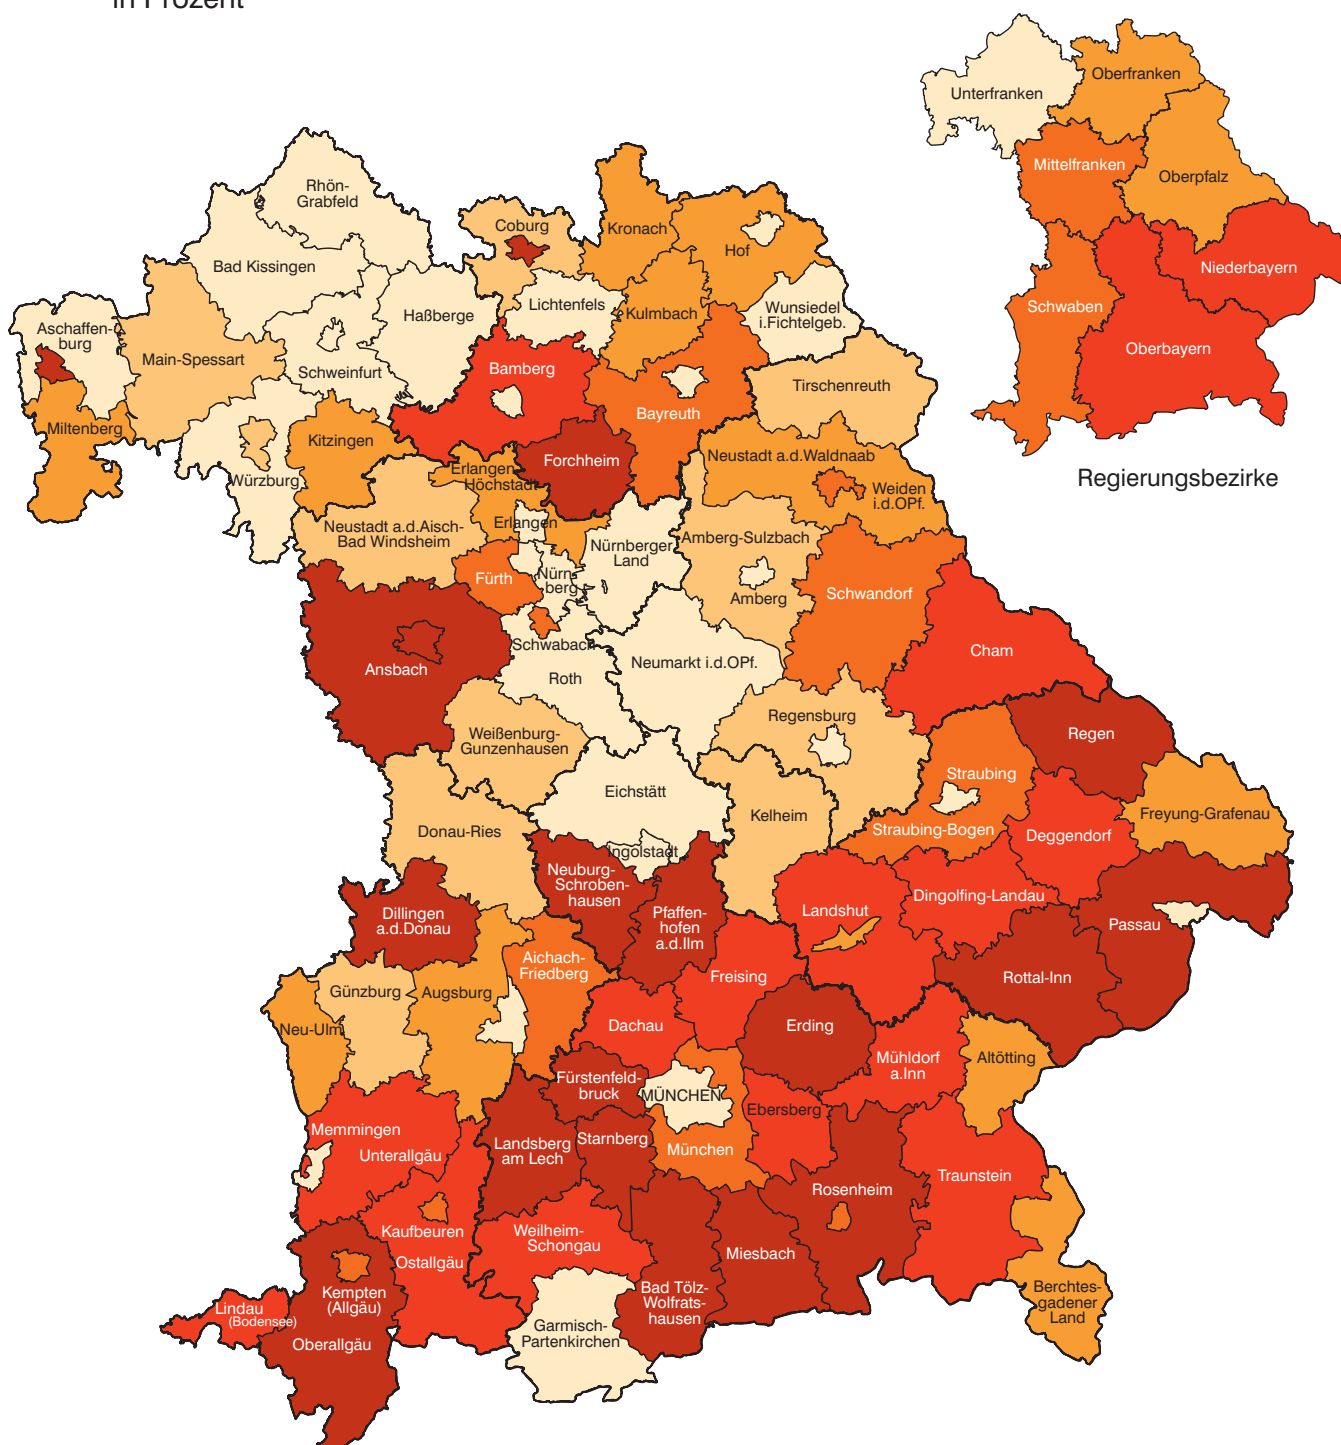 in Prozent
Unterfranken
Oberfranken
Mittelfranken
Oberpfalz
Niederbayern
Schwaben
Oberbayern
Regierungsbezirke
Rhön-
Grabfeld
Bad Kissingen
Coburg
Kronach
Hof
Lichtenfels
Kulmbach
Wunsiedel
i.Fichtelgeb.
Haßberge
Aschaffen-
burg
Main-Spessart
Schweinfurt
Bamberg
Bayreuth
Tirschenreuth
Miltenberg
Kitzingen
Würzburg
Erlangen-
Höchstadt
Forchheim
Neustadt a.d.Waldnaab
Weiden
i.d.OPf.
Neustadt a.d.Aisch-
Bad Windsheim
Erlangen
Nürnberger
Land
Amberg-Sulzbach
Amberg
Fürth
Nürn-
berg
Schwandorf
Schwabach
Ansbach
Roth
Neumarkt i.d.OPf.
Cham
Weißenburg-
Gunzenhausen
Regensburg
Regen
Straubing
Eichstätt
Kelheim
Straubing-Bogen
Deggendorf
Freyung-Grafenau
Donau-Ries
Ingolstadt
Neuburg-
Schroben-
hausen
Dingolfing-Landau
Dillingen
a.d.Donau
Pfaffen-
hofen
a.d.Ilm
Landshut
Passau
Aichach-
Friedberg
Freising
Rottal-Inn
Günzburg
Augsburg
Neu-Ulm
Dachau
Erding
Mühldorf
a.Inn
Altötting
Fürstenfeld-
bruck
MÜNCHEN
Ebersberg
Memmingen
Unterallgäu
Landsberg
am Lech
Starnberg
München
Traunstein
Rosenheim
Kaufbeuren
Ostallgäu
Weilheim-
Schongau
Miesbach
Kempten
(Allgäu)
Bad Tölz-
Wolfrats-
hausen
Berchtes-
gadener
Land
Lindau
(Bodensee)
Oberallgäu
Garmisch-
Partenkirchen